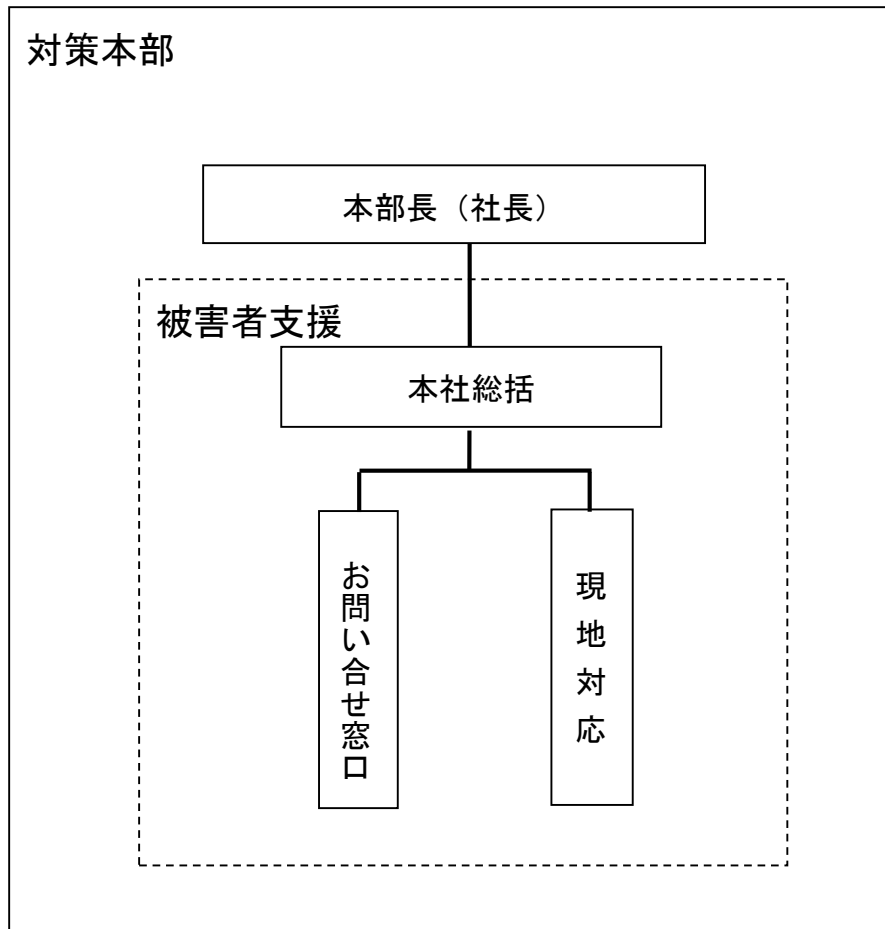 対策本部
本部長（社長）
被害者支援
本社総括
お問い合せ窓口
現地対応